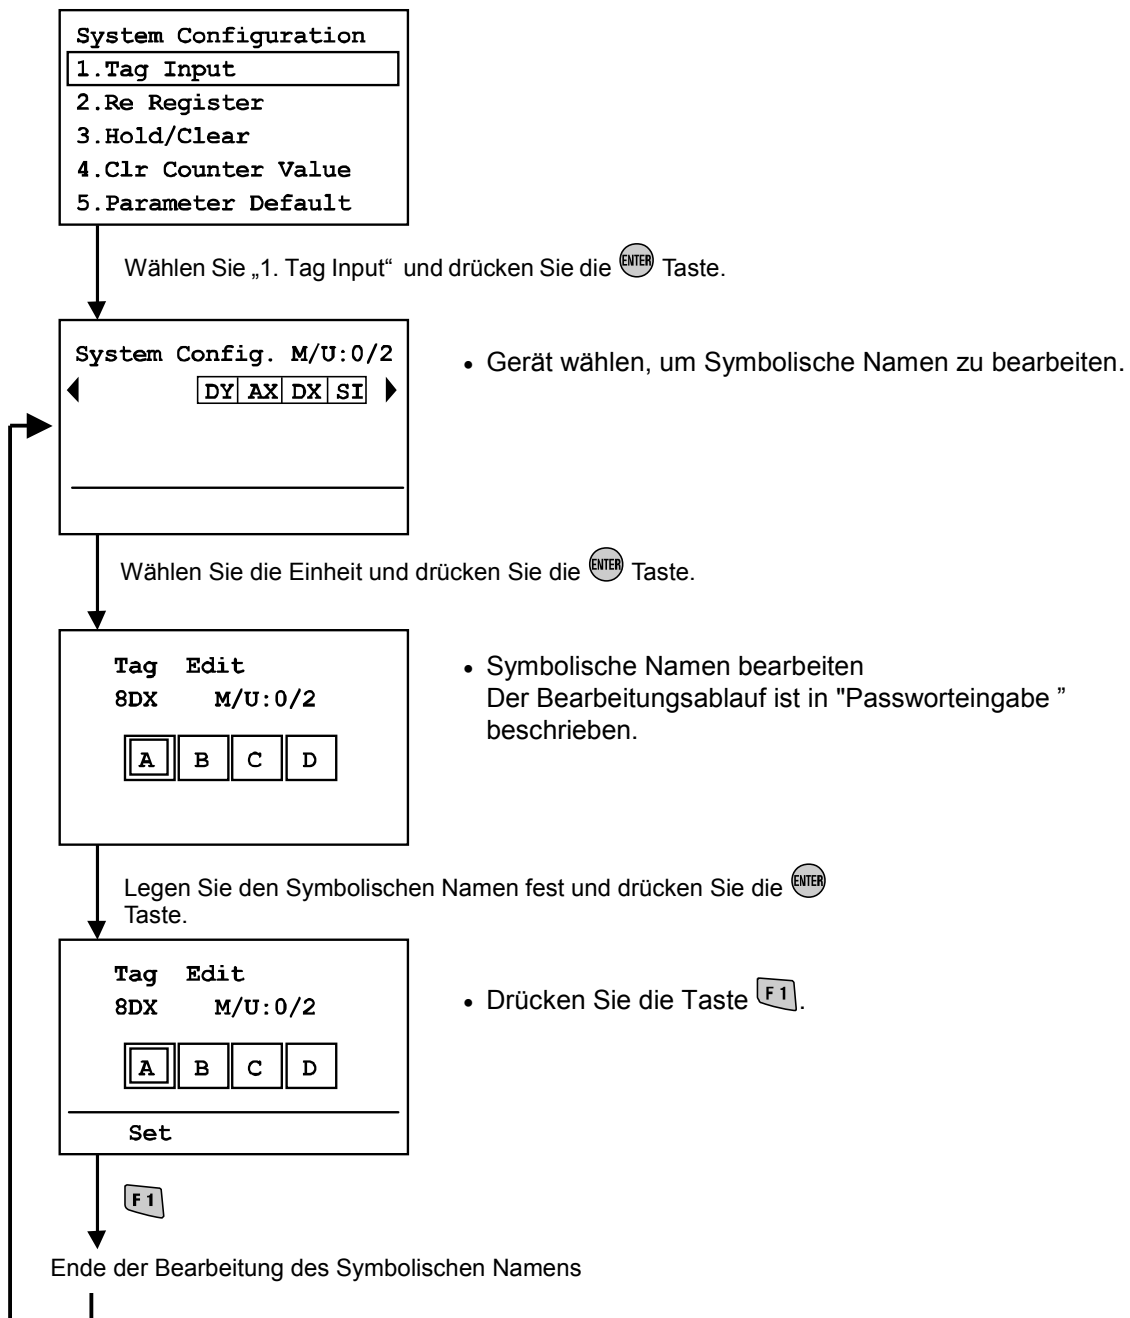 System Configuration
1.Tag Input
2.Re Register
3.Hold/Clear
4.Clr Counter Value
5.Parameter Default
Wählen Sie „1. Tag Input“ und drücken Sie die ENTER Taste.
System Config. M/U:0/2
DY AX DX SI
• Gerät wählen, um Symbolische Namen zu bearbeiten.
Wählen Sie die Einheit und drücken Sie die ENTER Taste.
Tag Edit
8DX M/U:0/2
A B C D
• Symbolische Namen bearbeiten
Der Bearbeitungsablauf ist in "Passworteingabe ”
beschrieben.
Legen Sie den Symbolischen Namen fest und drücken Sie die ENTER
Taste.
Tag Edit
8DX M/U:0/2
A B C D
Set
• Drücken Sie die Taste F1.
F1
Ende der Bearbeitung des Symbolischen Namens